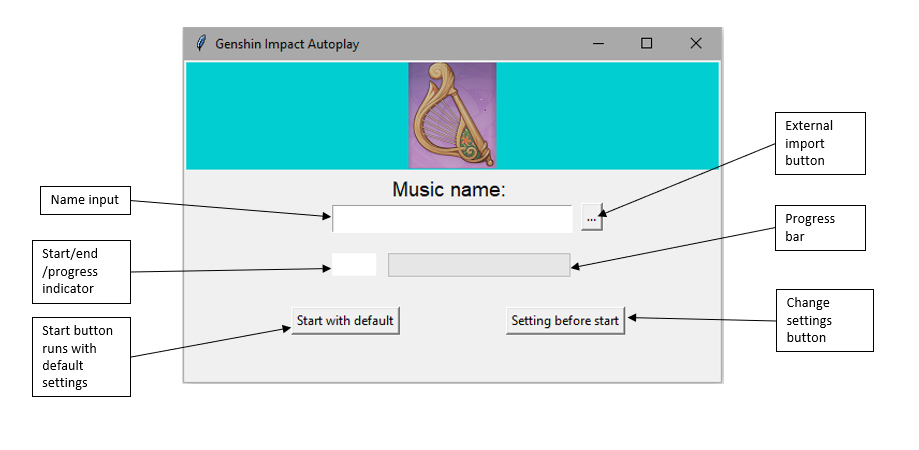 Genshin Impact Autoplay
External
import
button
Music name:
Name input
...
Progress
bar
Start/end
/progress
indicator
Start with default
Setting before start
Change
settings
button
Start button
runs with
default
settings